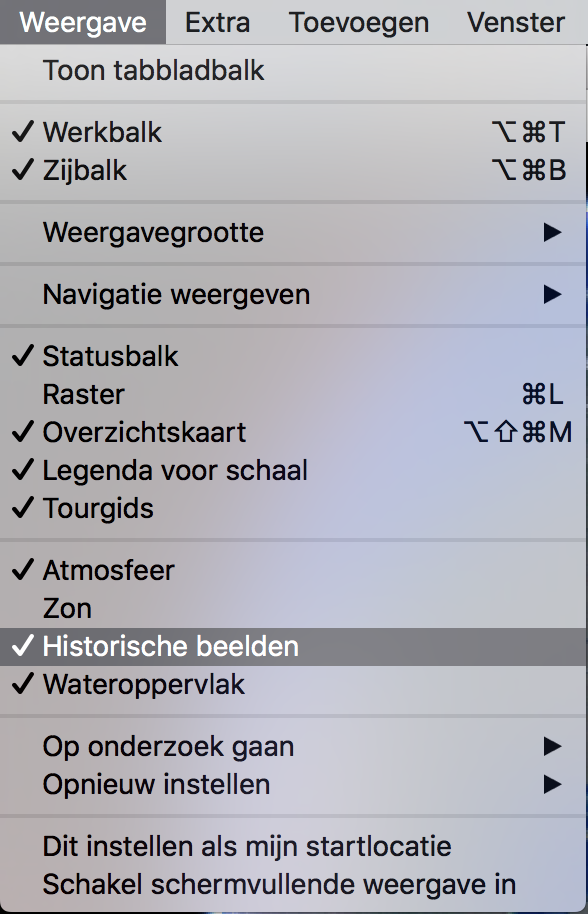 Weergave Extra Toevoegen Venster
Toon tabbladbalk
✓ Werkbalk ⌥⌘T
✓ Zijbalk ⌥⌘B
Weergavegrootte ▶
Navigatie weergeven ▶
✓ Statusbalk
Raster ⌘L
✓ Overzichtskaart ⌥⇧⌘M
✓ Legenda voor schaal
✓ Tourgids
✓ Atmosfeer
Zon
✓ Historische beelden
✓ Wateroppervlak
Op onderzoek gaan ▶
Opnieuw instellen ▶
Dit instellen als mijn startlocatie
Schakel schermvullende weergave in